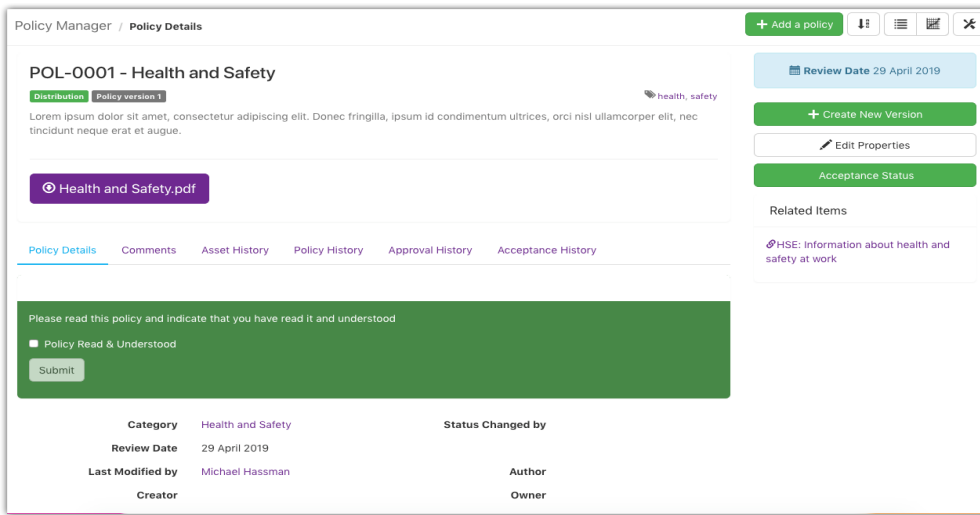 Policy Manager / Policy Details
Add a policy
POL-0001 - Health and Safety
Distribution Policy version 1
health, safety
Lorem ipsum dolor sit amet, consectetur adipiscing elit. Donec fringilla, ipsum id condimentum ultrices, orci nisl ullamcorper elit, nec
tincidunt neque erat et augue.
Health and Safety.pdf
Review Date 29 April 2019
Create New Version
Edit Properties
Acceptance Status
Related Items
HSE: Information about health and
safety at work
Policy Details Comments Asset History Policy History Approval History Acceptance History
Please read this policy and indicate that you have read it and understood
Policy Read & Understood
Submit
Category Health and Safety Status Changed by
Review Date 29 April 2019
Last Modified by Michael Hassman Author
Creator Owner